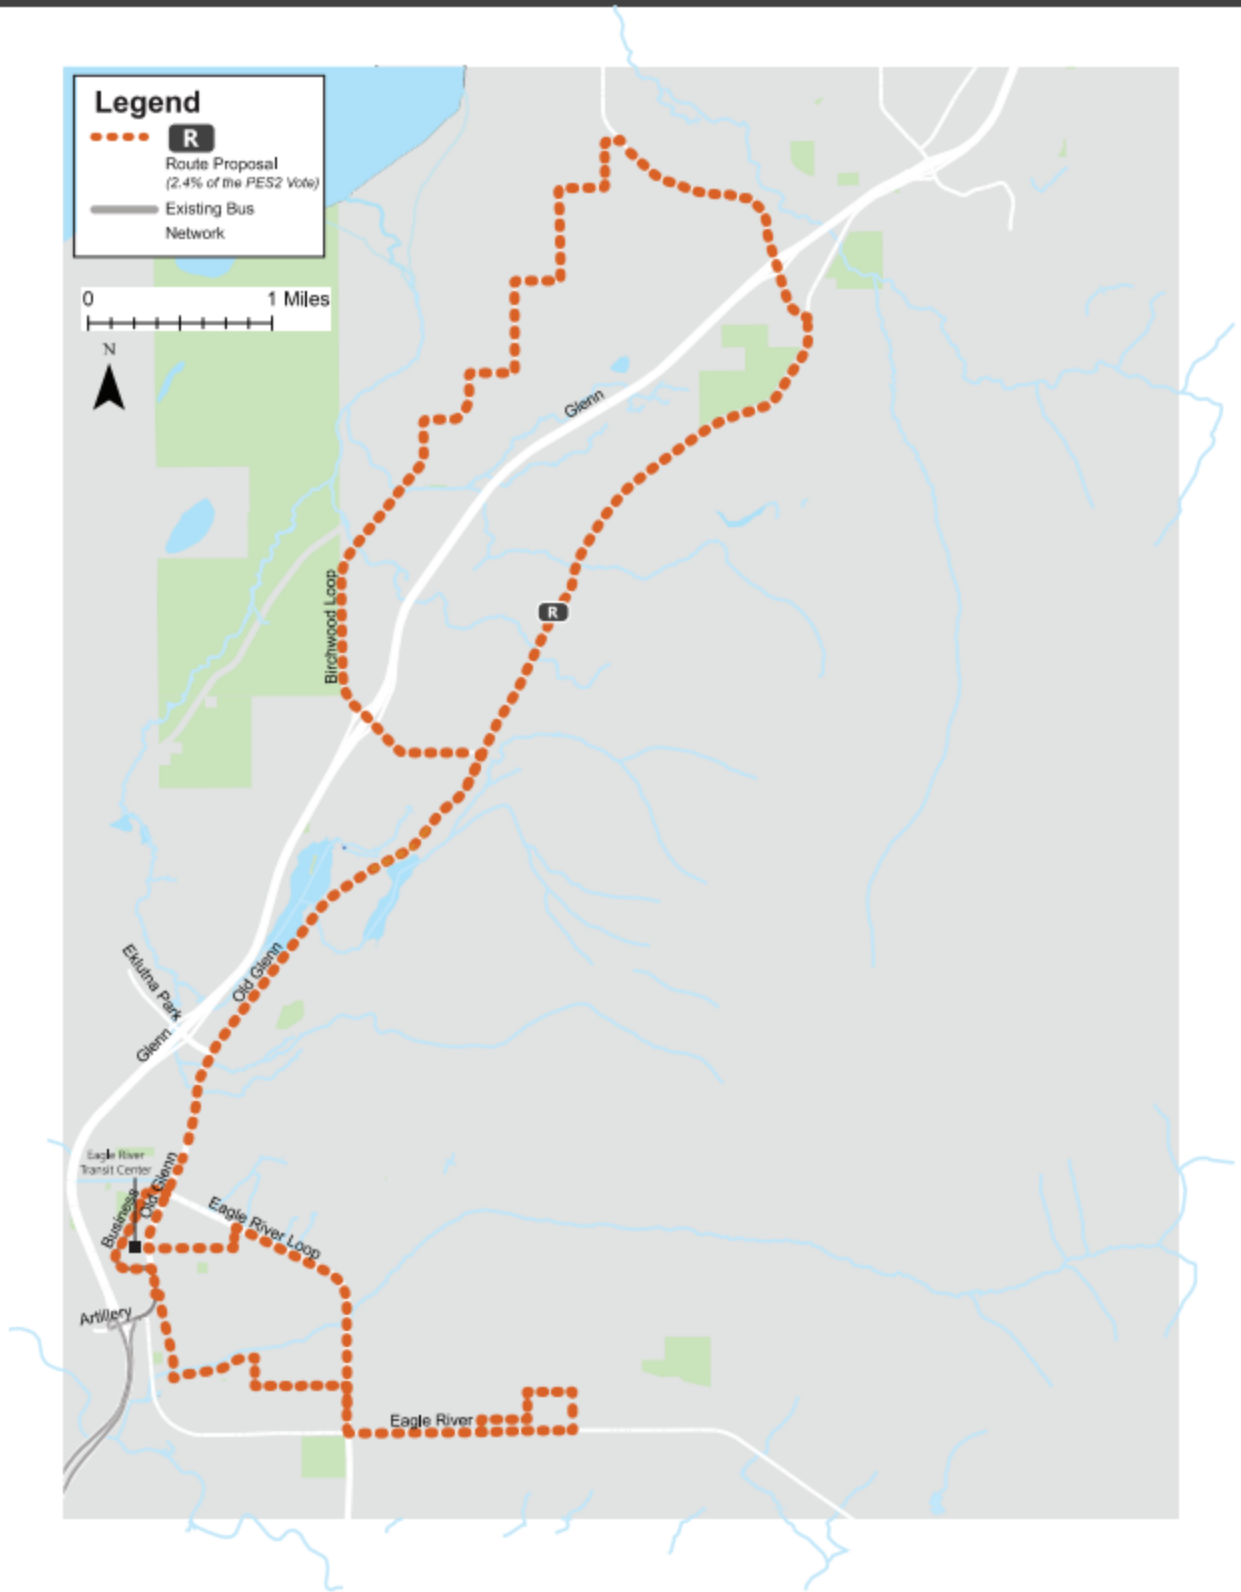 Legend
R
Route Proposal
(2.4% of the PES2 Vote)
Existing Bus
Network
0 1 Miles
N
Glenn
R
Birchwood Loop
Old Glenn
Eklutna Park
Glenn
Eagle River
Transit Center
Old Glenn
Business
Eagle River Loop
Artillery
Eagle River